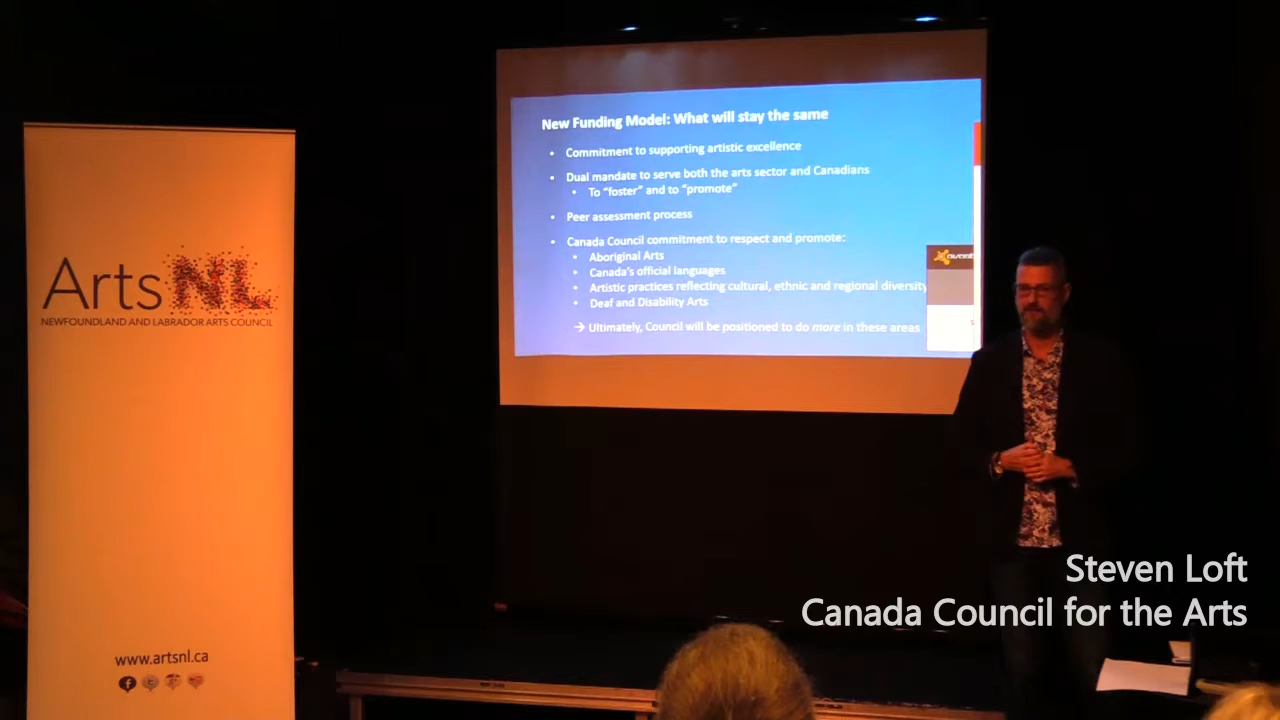 Arts NL
NEWFOUNDLAND AND LABRADOR ARTS COUNCIL
www.artsnl.ca
New Funding Model: What will stay the same
• Commitment to supporting artistic excellence
• Dual mandate to serve both the arts sector and Canadians
• To “foster” and to “promote”
• Peer assessment process
• Canada Council commitment to respect and promote:
• Aboriginal Arts
• Canada’s official languages
• Artistic practices reflecting cultural, ethnic and regional diversity
• Deaf and Disability Arts
→ Ultimately, Council will be positioned to do more in these areas
Steven Loft
Canada Council for the Arts